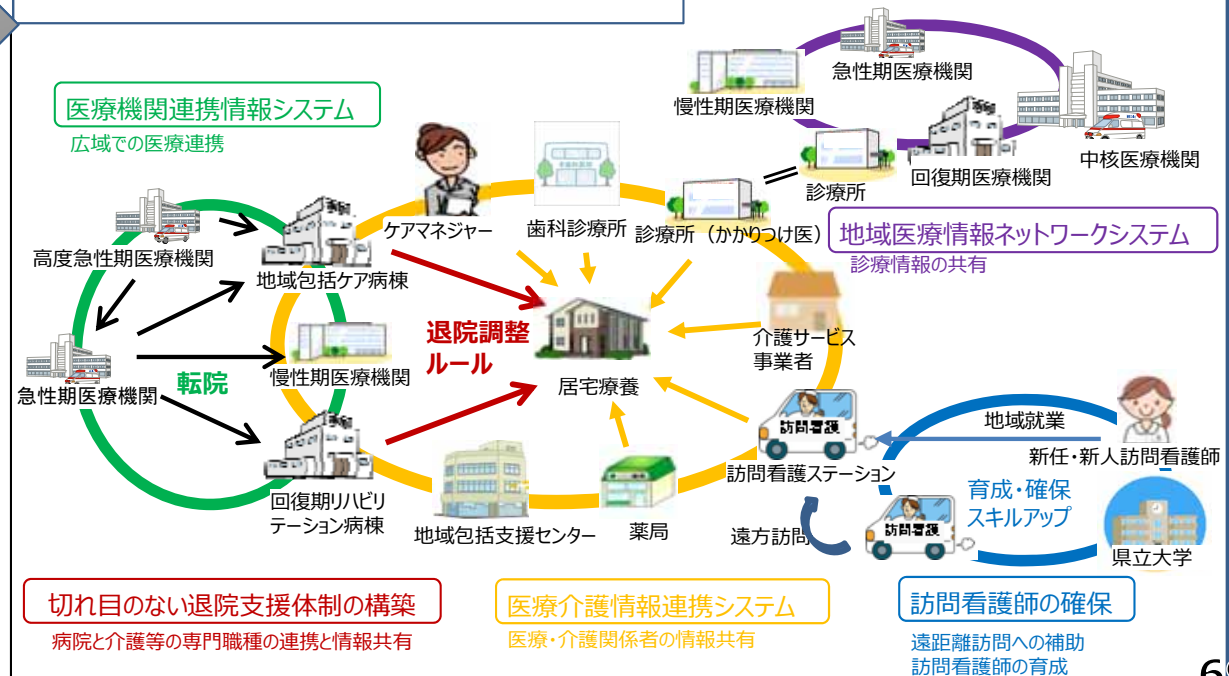 急性期医療機関
慢性期医療機関
中核医療機関
回復期医療機関
診療所
地域医療情報ネットワークシステム
診療情報の共有
医療機関連携情報システム
広域での医療連携
ケアマネジャー
歯科診療所
診療所（かかりつけ医）
高度急性期医療機関
地域包括ケア病棟
急性期医療機関
転院
慢性期医療機関
回復期リハビリ
テーション病棟
退院調整
ルール
居宅療養
介護サービス
事業者
訪問看護
訪問看護ステーション
地域包括支援センター
薬局
遠方訪問
訪問看護
地域就業
新任・新人訪問看護師
育成・確保
スキルアップ
県立大学
切れ目のない退院支援体制の構築
病院と介護等の専門職種の連携と情報共有
医療介護情報連携システム
医療・介護関係者の情報共有
訪問看護師の確保
遠距離訪問への補助
訪問看護師の育成